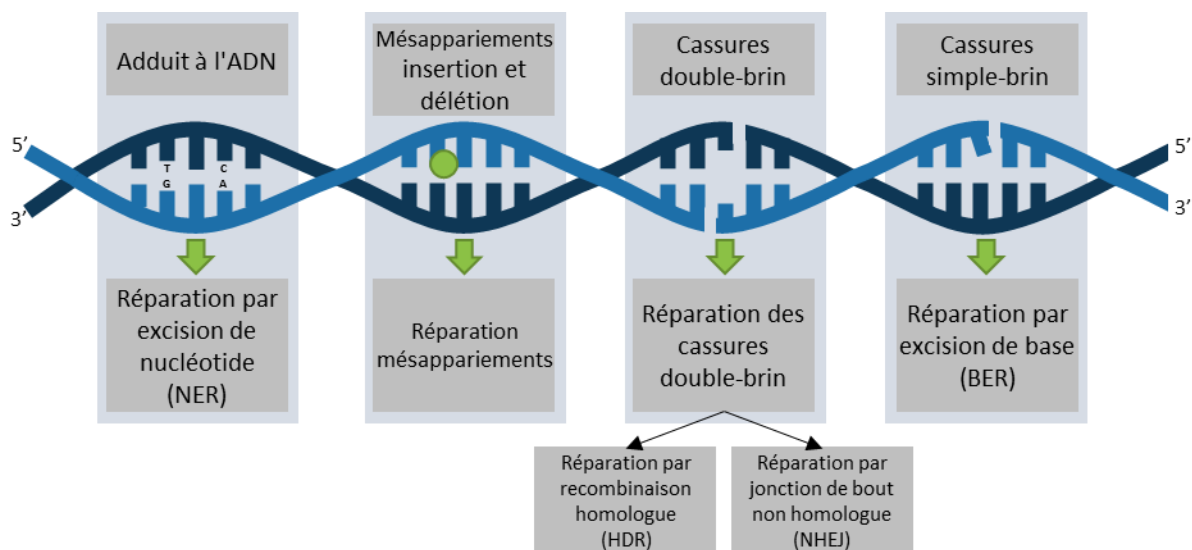 Adduit à l'ADN
Mésappariements
insertion et
délétion
Cassures
double-brin
Cassures
simple-brin
5’
3’
T
G
C
A
5’
3’
Réparation par
excision de
nucléotide
(NER)
Réparation
mésappariements
Réparation des
cassures
double-brin
Réparation par
excision de base
(BER)
Réparation par
recombinaison
homologue
(HDR)
Réparation par
jonction de bout
non homologue
(NHEJ)